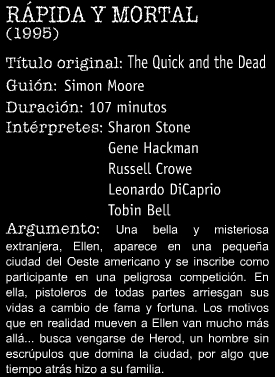 RÁPIDA Y MORTAL
(1995)
Título original: The Quick and the Dead
Guión: Simon Moore
Duración: 107 minutos
Intérpretes: Sharon Stone
Gene Hackman
Russell Crowe
Leonardo DiCaprio
Tobin Bell
Argumento: Una bella y misteriosa
extranjera, Ellen, aparece en una pequeña
ciudad del Oeste americano y se inscribe como
participante en una peligrosa competición. En
ella, pistoleros de todas partes arriesgan sus
vidas a cambio de fama y fortuna. Los motivos
que en realidad mueven a Ellen van mucho más
allá... busca vengarse de Herod, un hombre sin
escrúpulos que domina la ciudad, por algo que
tiempo atrás hizo a su familia.